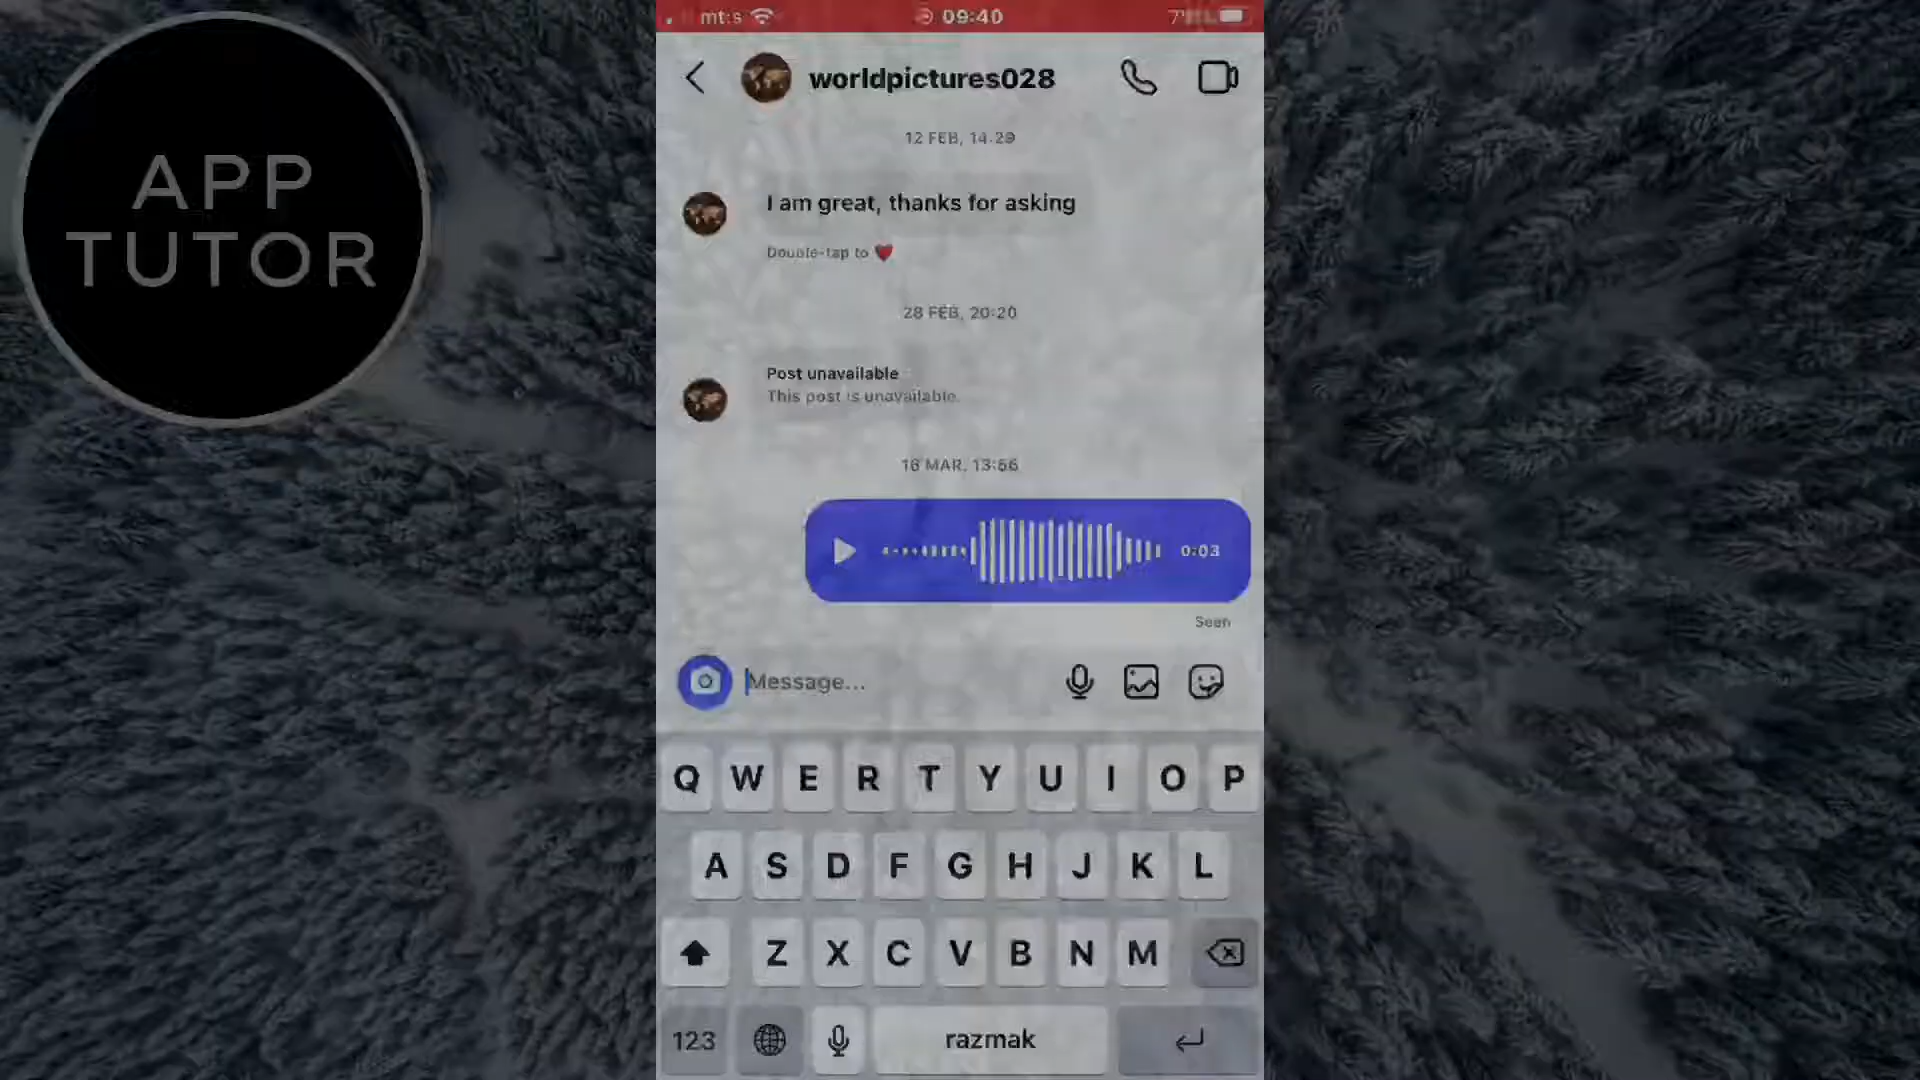 APP
TUTOR
mt:s
09:40
worldpictures028
12 FEB, 14:29
I am great, thanks for asking
Double-tap to ❤
28 FEB, 20:20
Post unavailable
This post is unavailable.
16 MAR, 13:56
0:03
Seen
Message...
Q W E R T Y U I O P
A S D F G H J K L
Z X C V B N M
123
razmak